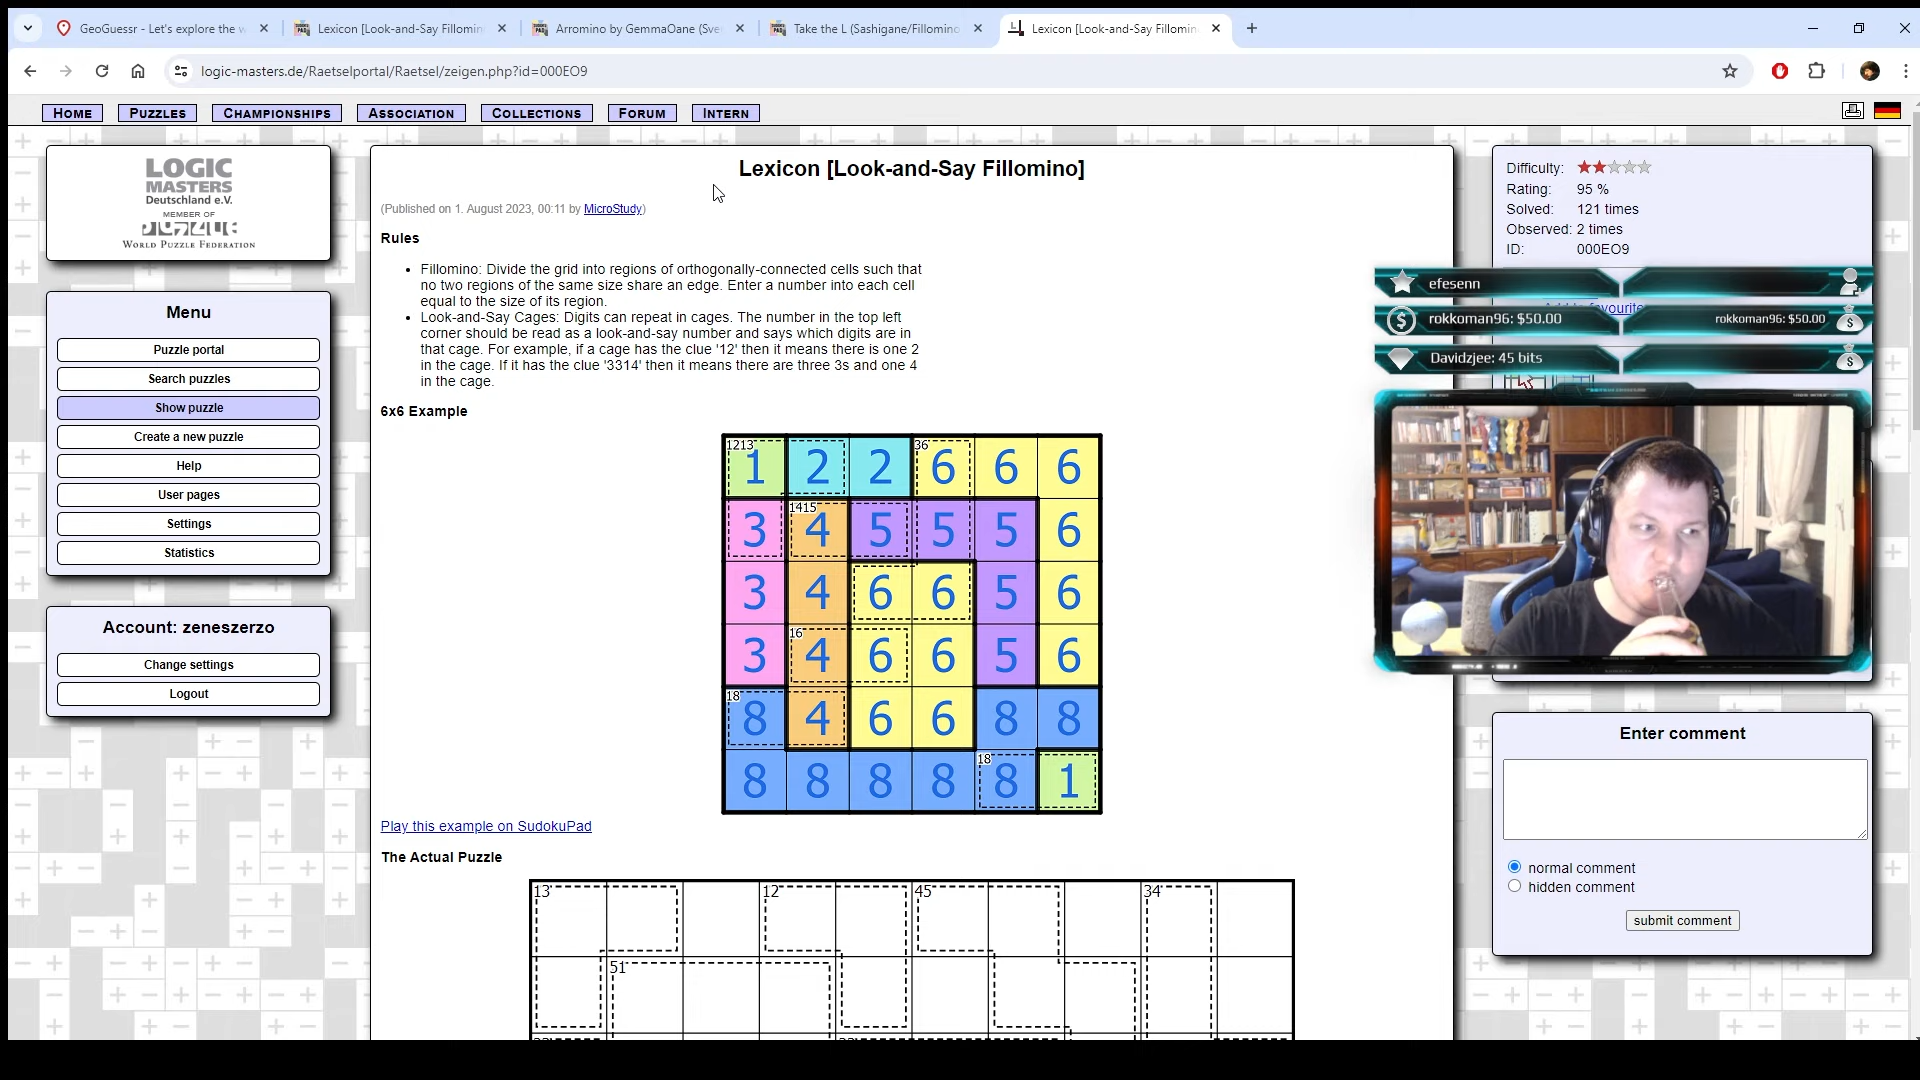 GeoGuessr - Let's explore the w
Lexicon [Look-and-Say Fillomin
Arromino by GemmaOane (Sve
Take the L (Sashigane/Fillomino
Lexicon [Look-and-Say Fillomin
logic-masters.de/Raetselportal/Raetsel/zeigen.php?id=000EO9
HOME
PUZZLES
CHAMPIONSHIPS
ASSOCIATION
COLLECTIONS
FORUM
INTERN
LOGIC
MASTERS
Deutschland e.V.
MEMBER OF
WORLD PUZZLE FEDERATION
Menu
Puzzle portal
Search puzzles
Show puzzle
Create a new puzzle
Help
User pages
Settings
Statistics
Account: zeneszerzo
Change settings
Logout
Lexicon [Look-and-Say Fillomino]
(Published on 1. August 2023, 00:11 by MicroStudy)
Rules
• Fillomino: Divide the grid into regions of orthogonally-connected cells such that
no two regions of the same size share an edge. Enter a number into each cell
equal to the size of its region.
• Look-and-Say Cages: Digits can repeat in cages. The number in the top left
corner should be read as a look-and-say number and says which digits are in
that cage. For example, if a cage has the clue '12' then it means there is one 2
in the cage. If it has the clue '3314' then it means there are three 3s and one 4
in the cage.
6x6 Example
1213 36
1 2 2 6 6 6
1415
3 4 5 5 5 6
3 4 6 6 5 6
16
3 4 6 6 5 6
18
8 4 6 6 8 8
18
8 8 8 8 8 1
Play this example on SudokuPad
The Actual Puzzle
13 12 45 34
51
Difficulty:
Rating: 95 %
Solved: 121 times
Observed: 2 times
ID: 000EO9
efesenn
rokkoman96: $50.00
rokkoman96: $50.00
Davidzjee: 45 bits
Enter comment
normal comment
hidden comment
submit comment